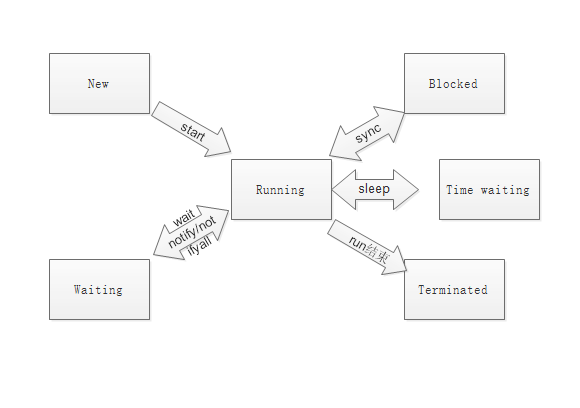 New
Blocked
start
sync
Running
sleep
Time waiting
wait
notify/not
ifyall
run结束
Waiting
Terminated